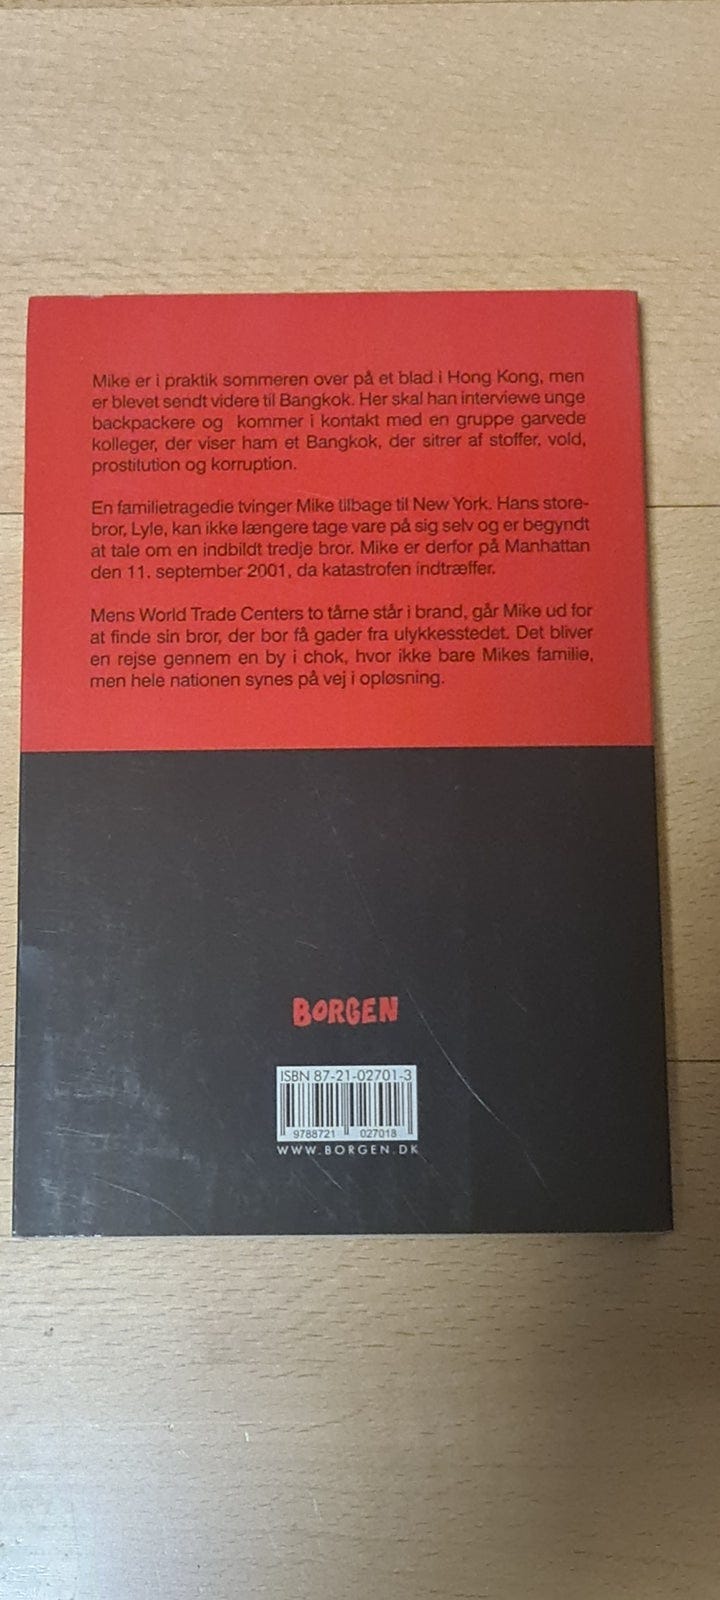 Mike er i praktik sommeren over på et blad i Hong Kong, men
er blevet sendt videre til Bangkok. Her skal han interviewe unge
backpackere og kommer i kontakt med en gruppe garvede
kolleger, der viser ham et Bangkok, der sitrer af stoffer, vold,
prostitution og korruption.
En familietragedie tvinger Mike tilbage til New York. Hans store-
bror, Lyle, kan ikke længere tage vare på sig selv og er begyndt
at tale om en indbildt tredje bror. Mike er derfor på Manhattan
den 11. september 2001, da katastrofen indtræffer.
Mens World Trade Centers to tårne står i brand, går Mike ud for
at finde sin bror, der bor få gader fra ulykkesstedet. Det bliver
en rejse gennem en by i chok, hvor ikke bare Mikes familie,
men hele nationen synes på vej i opløsning.
BORGEN
ISBN 87-21-02701-3
9788721 027018
WWW.BORGEN.DK